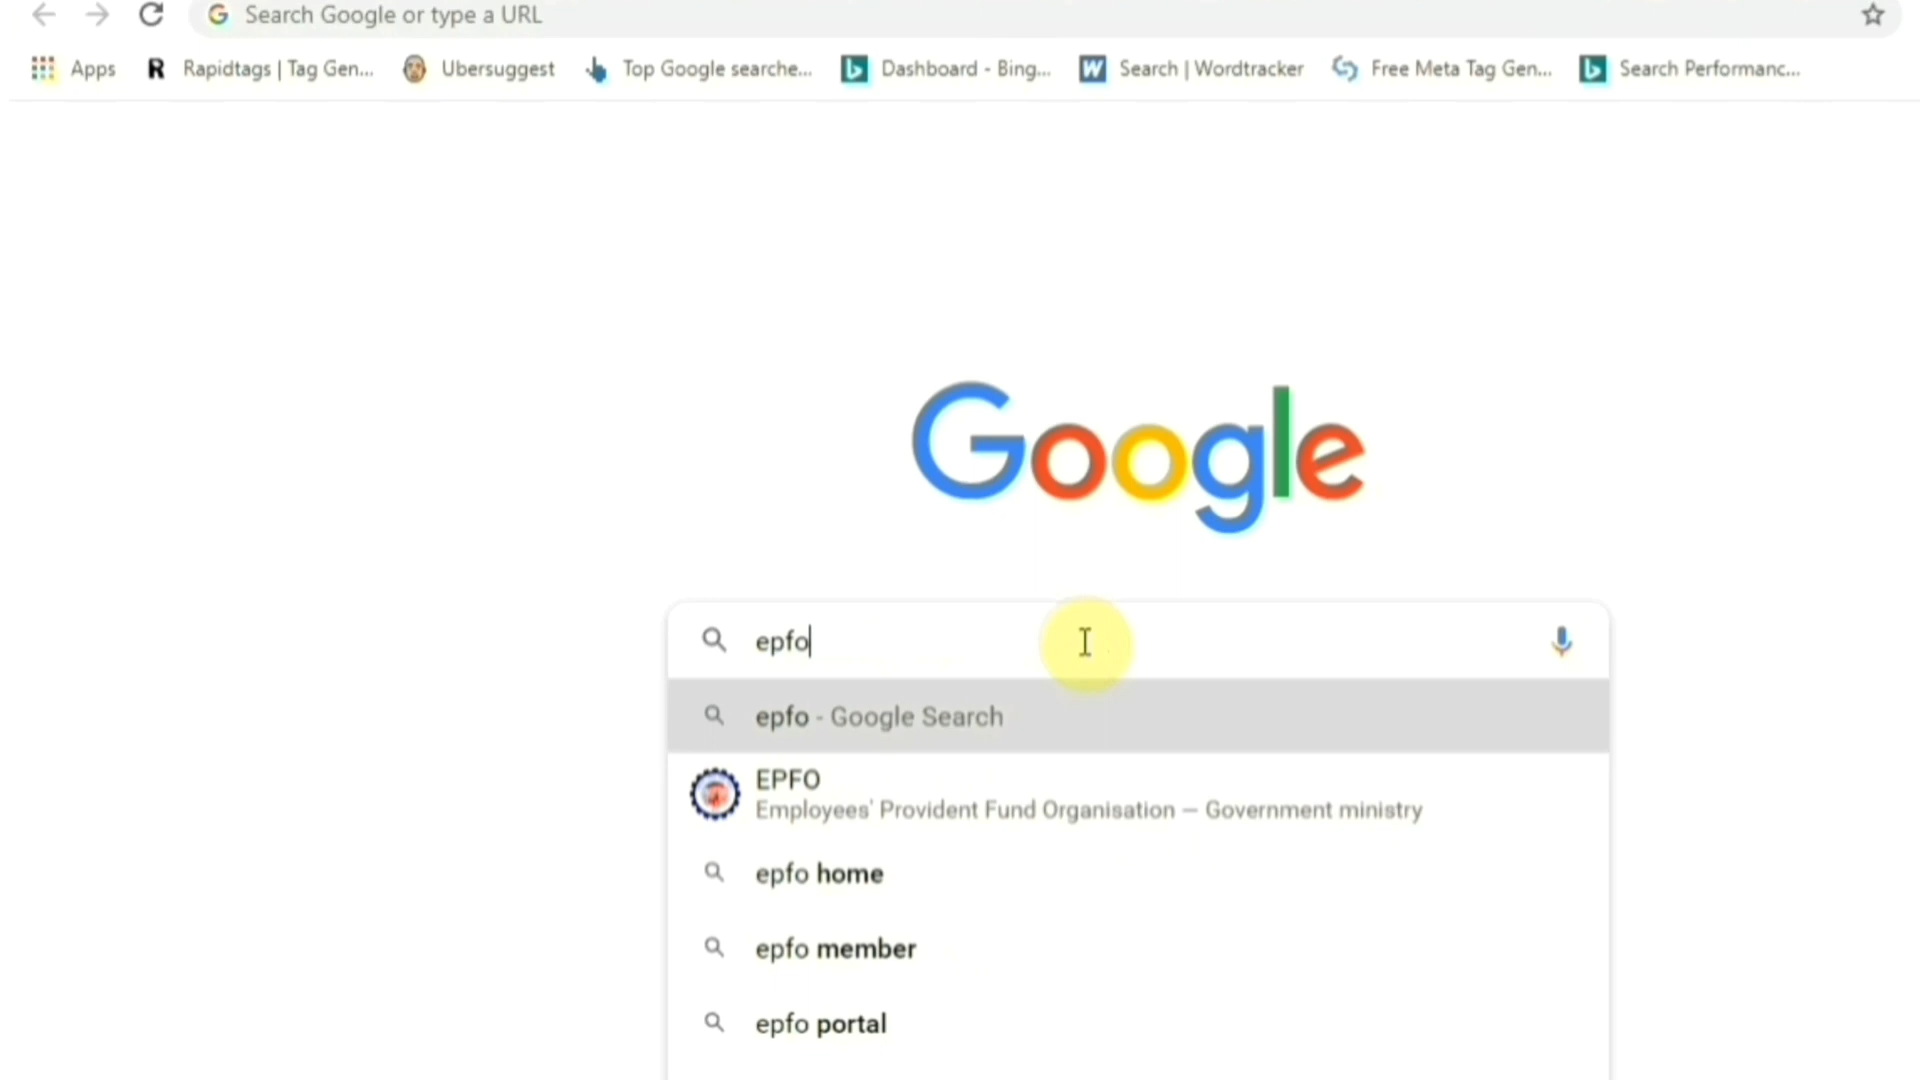 Search Google or type a URL
Apps R Rapidtags | Tag Gen... Ubersuggest Top Google searche... Dashboard - Bing... W Search | Wordtracker Free Meta Tag Gen... Search Performanc...
Google
epfo
epfo - Google Search
EPFO
Employees' Provident Fund Organisation — Government ministry
epfo home
epfo member
epfo portal